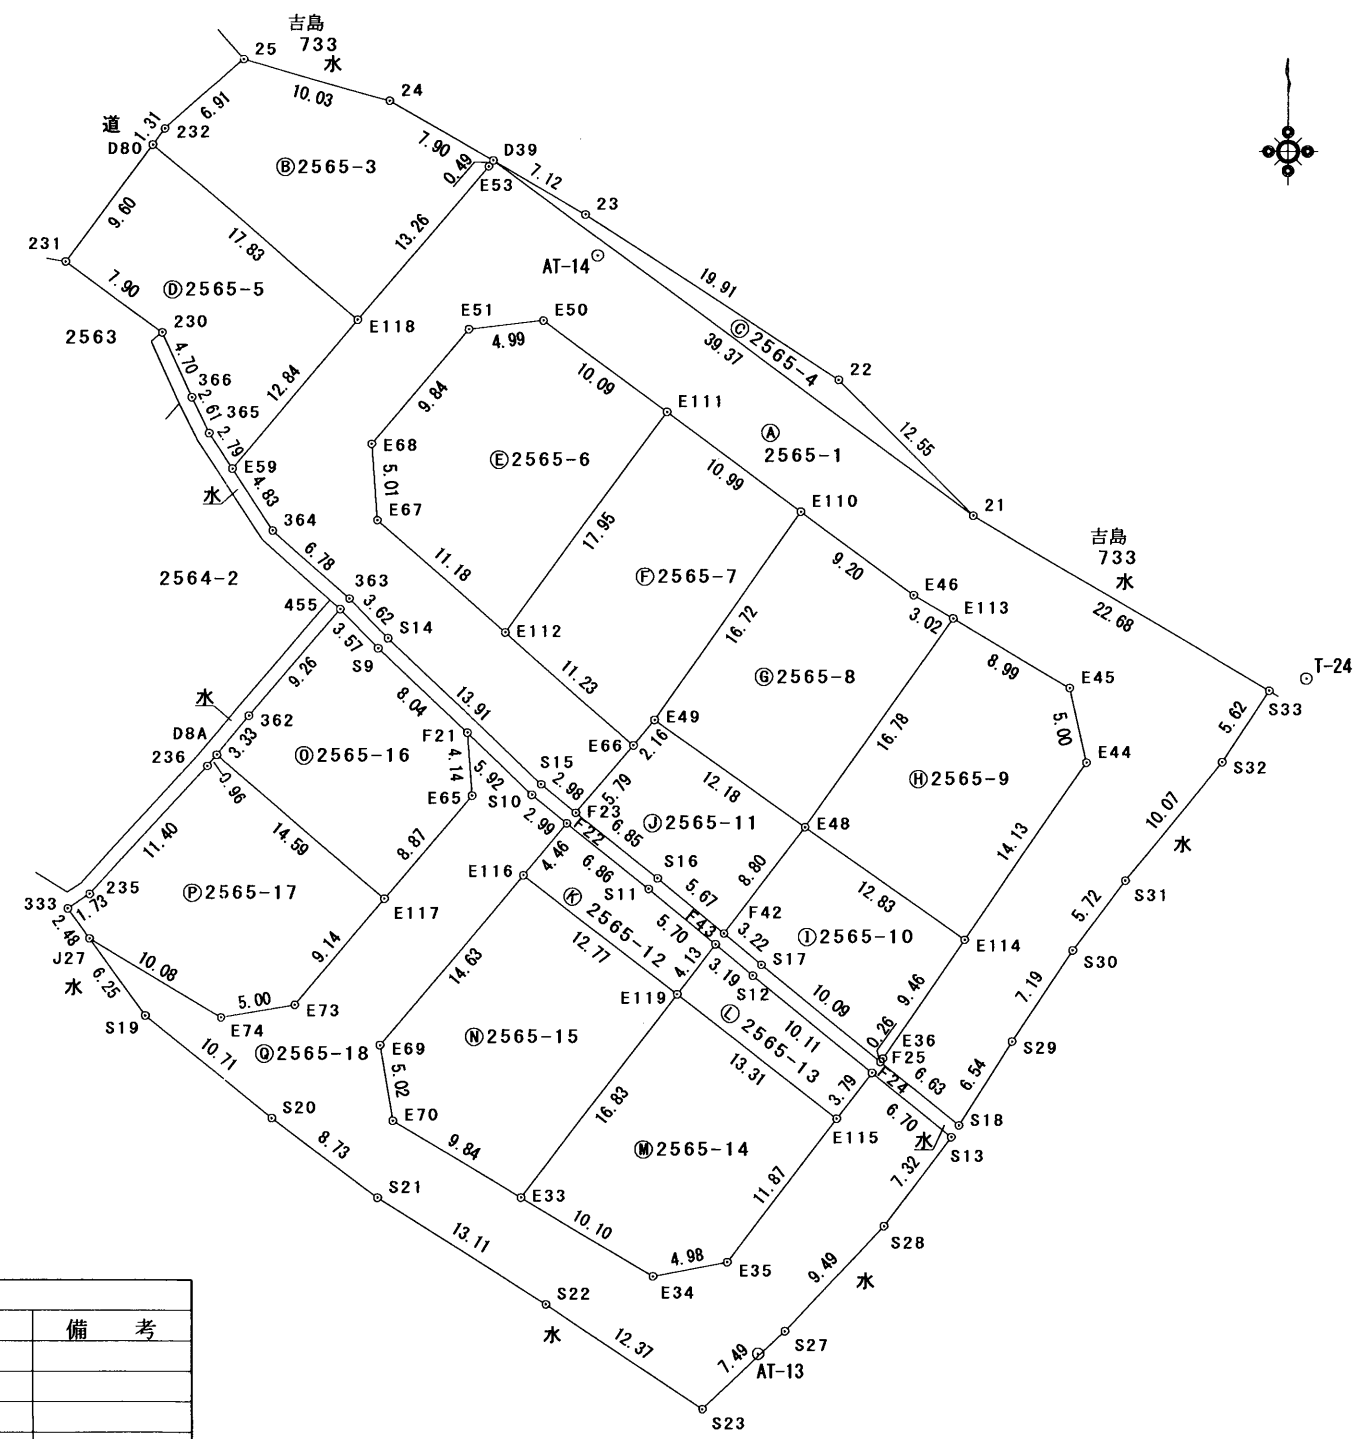 吉島
733
水
25
24
10.03
6.91
道
1.31
232
D80
Ⓑ2565-3
7.90
D39
0.49
E53
7.12
23
9.60
231
17.83
13.26
AT-14
19.91
7.90
Ⓓ2565-5
230
2563
E118
E51
E50
4.99
Ⓒ2565-4
39.37
22
4.70
366
2.61
365
12.84
9.84
10.09
E111
12.55
2.79
E59
E68
Ⓐ
2565-1
水
4.83
5.01
Ⓔ2565-6
10.99
E67
E110
21
364
17.95
吉島
733
水
2564-2
6.78
11.18
Ⓕ2565-7
9.20
363
E46
455
3.62
3.02
E113
22.68
S14
E112
16.72
3.57
S9
T-24
9.26
11.23
Ⓖ2565-8
8.99
E45
S33
水
8.04
13.91
362
D8A
F21
E49
5.62
236
3.33
Ⓞ2565-16
E66
2.16
16.78
5.00
4.14
5.92
S15
E44
S32
0.96
2.98
5.79
12.18
Ⓗ2565-9
E65
S10
F23
2.99
F22
Ⓙ2565-11
E48
10.07
11.40
14.59
8.87
6.85
水
4.46
S16
14.13
E116
6.86
8.80
S11
5.67
S31
235
333
1.73
Ⓟ2565-17
E117
Ⓚ2565-12
12.83
2.48
5.70
E43
F42
5.72
J27
3.22
Ⓘ2565-10
E114
9.14
12.77
4.13
S17
S30
10.08
14.63
3.19
水
6.25
S12
9.46
5.00
E73
E119
10.09
7.19
S19
E74
Ⓛ2565-13
Ⓠ2565-18
E69
Ⓝ2565-15
10.11
0.26
E36
S29
F25
10.71
13.31
F24
6.63
5.02
3.79
6.54
16.83
6.70
S20
E70
E115
S18
水
S13
9.84
Ⓜ2565-14
7.32
8.73
11.87
S21
E33
10.10
S28
13.11
4.98
E35
E34
9.49
水
S22
水
S27
備 考
12.37
7.49
AT-13
S23